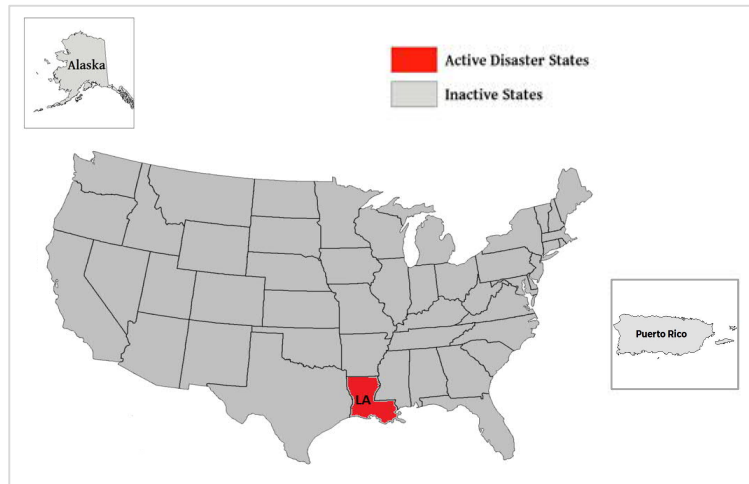 Alaska
Active Disaster States
Inactive States
Puerto Rico
LA